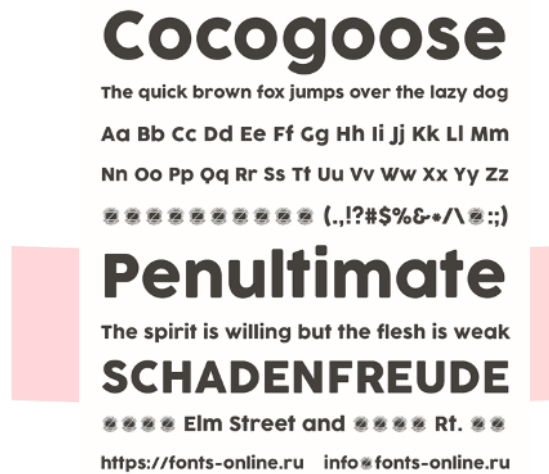 Cocogoose
The quick brown fox jumps over the lazy dog
Aa Bb Cc Dd Ee Ff Gg Hh Ii Jj Kk Ll Mm
Nn Oo Pp Qq Rr Ss Tt Uu Vv Ww Xx Yy Zz
(.,!?#$%&*/\:;)
Penultimate
The spirit is willing but the flesh is weak
SCHADENFREUDE
Elm Street and Rt.
https://fonts-online.ru info fonts-online.ru